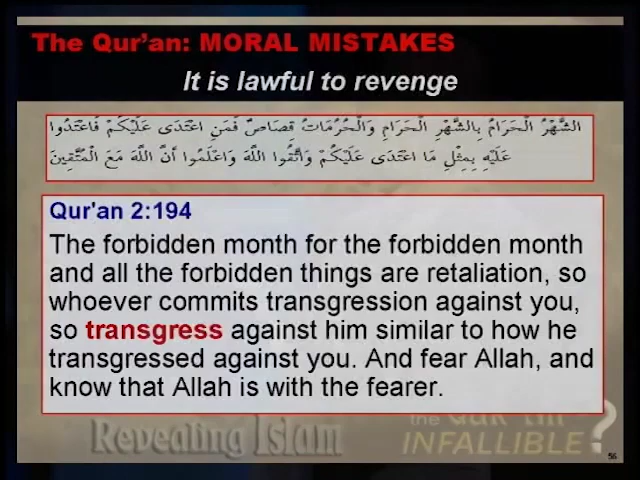 The Qur'an: MORAL MISTAKES
It is lawful to revenge
الشَّهْرُ الْحَرَامُ بِالشَّهْرِ الْحَرَامِ وَالْحُرُمَاتُ قِصَاصٌ فَمَنِ اعْتَدَى عَلَيْكُمْ فَاعْتَدُوا
عَلَيْهِ بِمِثْلِ مَا اعْتَدَى عَلَيْكُمْ وَاتَّقُوا اللَّهَ وَاعْلَمُوا أَنَّ اللَّهَ مَعَ الْمُتَّقِينَ
Qur'an 2:194
The forbidden month for the forbidden month
and all the forbidden things are retaliation, so
whoever commits transgression against you,
so transgress against him similar to how he
transgressed against you. And fear Allah, and
know that Allah is with the fearer.
the QUR'an
Revealing Islam
INFALLIBLE?
56